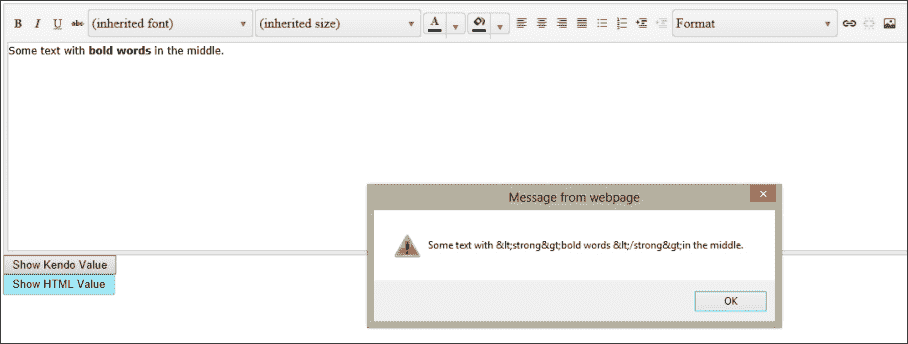 B I U abc (inherited font) (inherited size) A Format
Some text with bold words in the middle.
Message from webpage
Some text with &lt;strong&gt;bold words &lt;/strong&gt;in the middle.
OK
Show Kendo Value
Show HTML Value